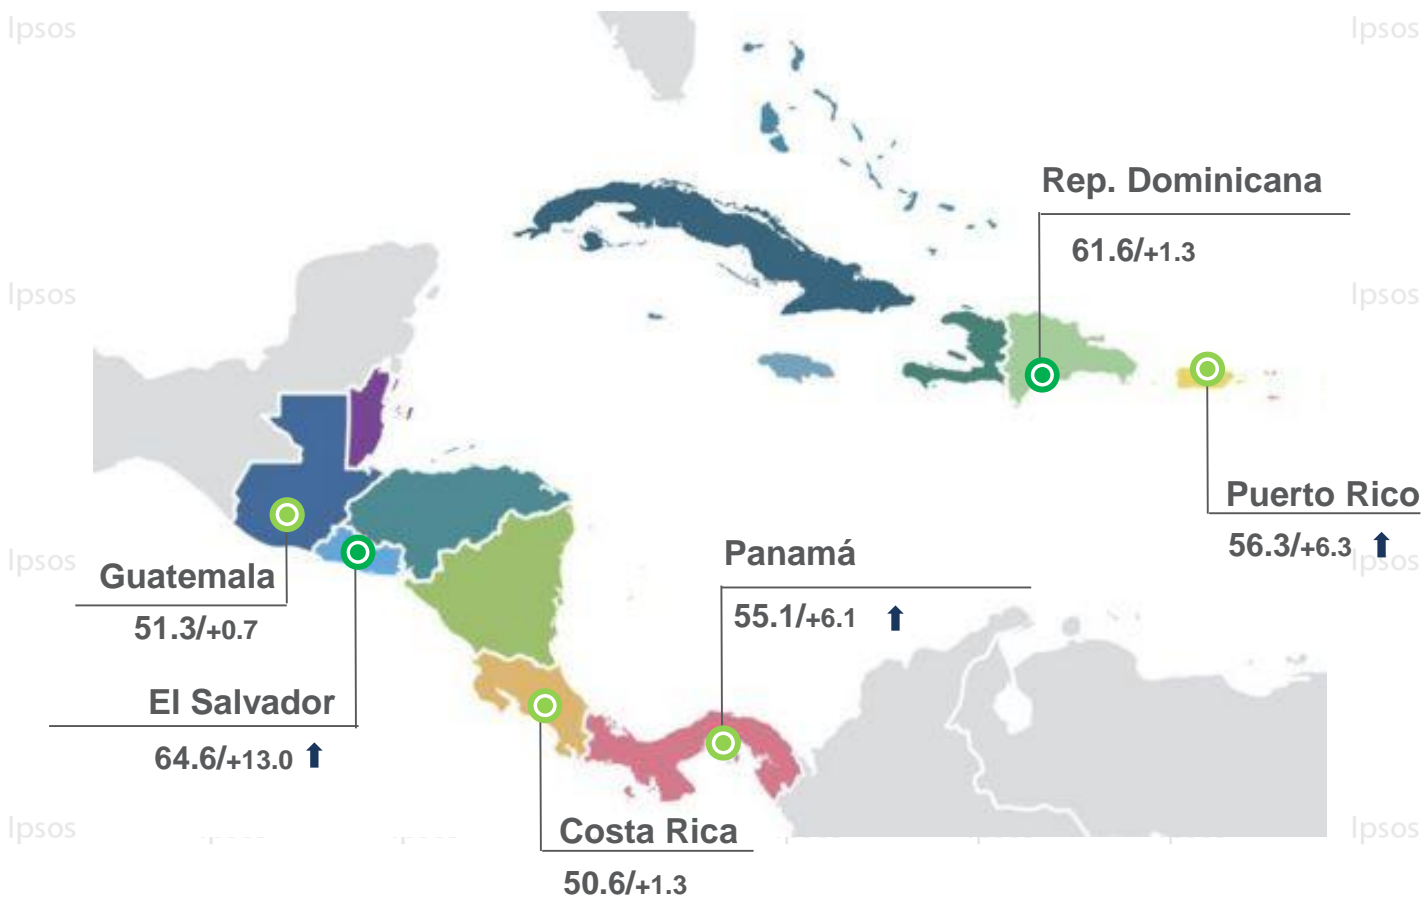 Ipsos
Ipsos
Rep. Dominicana
61.6/+1.3
Ipsos
Ipsos
Puerto Rico
56.3/+6.3
Panamá
55.1/+6.1
Ipsos
Ipsos
Guatemala
51.3/+0.7
El Salvador
64.6/+13.0
Costa Rica
50.6/+1.3
Ipsos
Ipsos